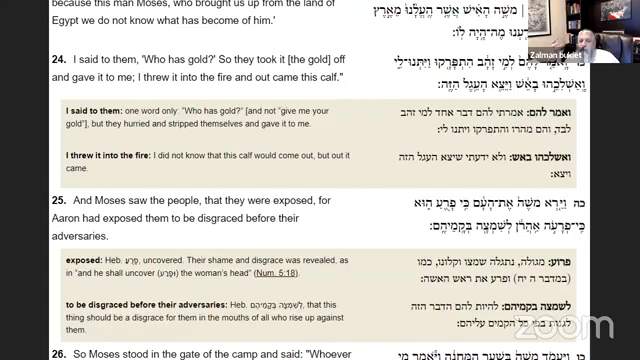 because this man Moses, who brought us up from the land of
Egypt we do not know what has become of him.'
משֶׁה הָאִישׁ אֲשֶׁר הֶעֱלָנוּ מֵאֶרֶץ
מֶה־הָיָה לוֹ:
24. I said to them, 'Who has gold?' So they took it [the gold] off
and gave it to me; I threw it into the fire and out came this calf."
לָהֶם לְמִי זָהָב הִתְפָּרָקוּ וַיִּתְּנוּ־לִי
וָאַשְׁלִכֵהוּ בָאֵשׁ וַיֵּצֵא הָעֵגֶל הַזֶּה:
I said to them: one word only: "Who has gold?" [and not "give me your
gold"], but they hurried and stripped themselves and gave it to me.
ואמר להם: אמרתי להם דבר אחד למי זהב
לבד, והם מהרו והתפרקו ויתנו לי:
I threw it into the fire: I did not know that this calf would come out, but out it
came.
ואשלכהו באש: ולא ידעתי שיצא העגל הזה
ויצא:
25. And Moses saw the people, that they were exposed, for
Aaron had exposed them to be disgraced before their
adversaries.
כה וַיַּרְא משֶׁה אֶת־הָעָם כִּי פָרֻעַ הוּא
כִּי־פְרָעֹה אַהֲרֹן לְשִׁמְצָה בְּקָמֵיהֶם:
exposed: Heb. פָרֻעַ, uncovered. Their shame and disgrace was revealed, as
in "and he shall uncover (וּפָרַע) the woman's head" (Num. 5:18).
פרוע: מגולה, נתגלה שמצו וקלונו, כמו
(במדבר ה יח) ופרע את ראש האשה:
to be disgraced before their adversaries: Heb. לְשִׁמְצָה בְּקָמֵיהֶם, that this
thing should be a disgrace for them in the mouths of all who rise up against
them.
לשמצה בקמיהם: להיות להם הדבר הזה
לגנות בפי כל הקמים עליהם:
26. So Moses stood in the gate of the camp and said: "Whoever
כו וַיַּעֲמֹד משֶׁה בְּשַׁעַר הַמַּחֲנֶה וַיֹּאמֶר מִי
zoom